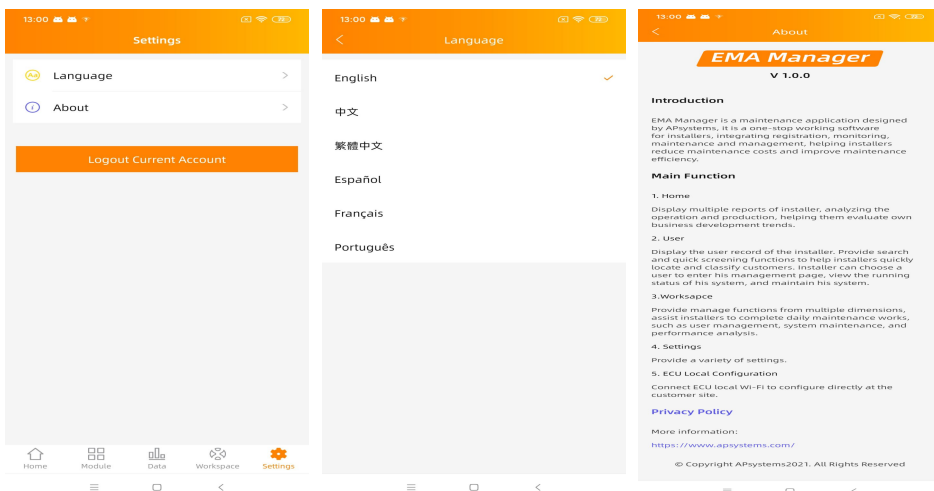 13:00
Settings
Language
About
Logout Current Account
Home
Module
Data
Workspace
Settings
13:00
Language
English
中文
繁體中文
Español
Français
Português
13:00
About
EMA Manager
V 1.0.0
Introduction
EMA Manager is a maintenance application designed
by APsystems, it is a one-stop working software
for installers, integrating registration, monitoring,
maintenance and management, helping installers
reduce maintenance costs and improve maintenance
efficiency.
Main Function
1. Home
Display multiple reports of installer, analyzing the
operation and production, helping them evaluate own
business development trends.
2. User
Display the user record of the installer. Provide search
and quick screening functions to help installers quickly
locate and classify customers. Installer can choose a
user to enter his management page, view the running
status of his system, and maintain his system.
3.Worksapce
Provide manage functions from multiple dimensions,
assist installers to complete daily maintenance works,
such as user management, system maintenance, and
performance analysis.
4. Settings
Provide a variety of settings.
5. ECU Local Configuration
Connect ECU local Wi-Fi to configure directly at the
customer site.
Privacy Policy
More information:
https://www.apsystems.com/
© Copyright APsystems2021. All Rights Reserved